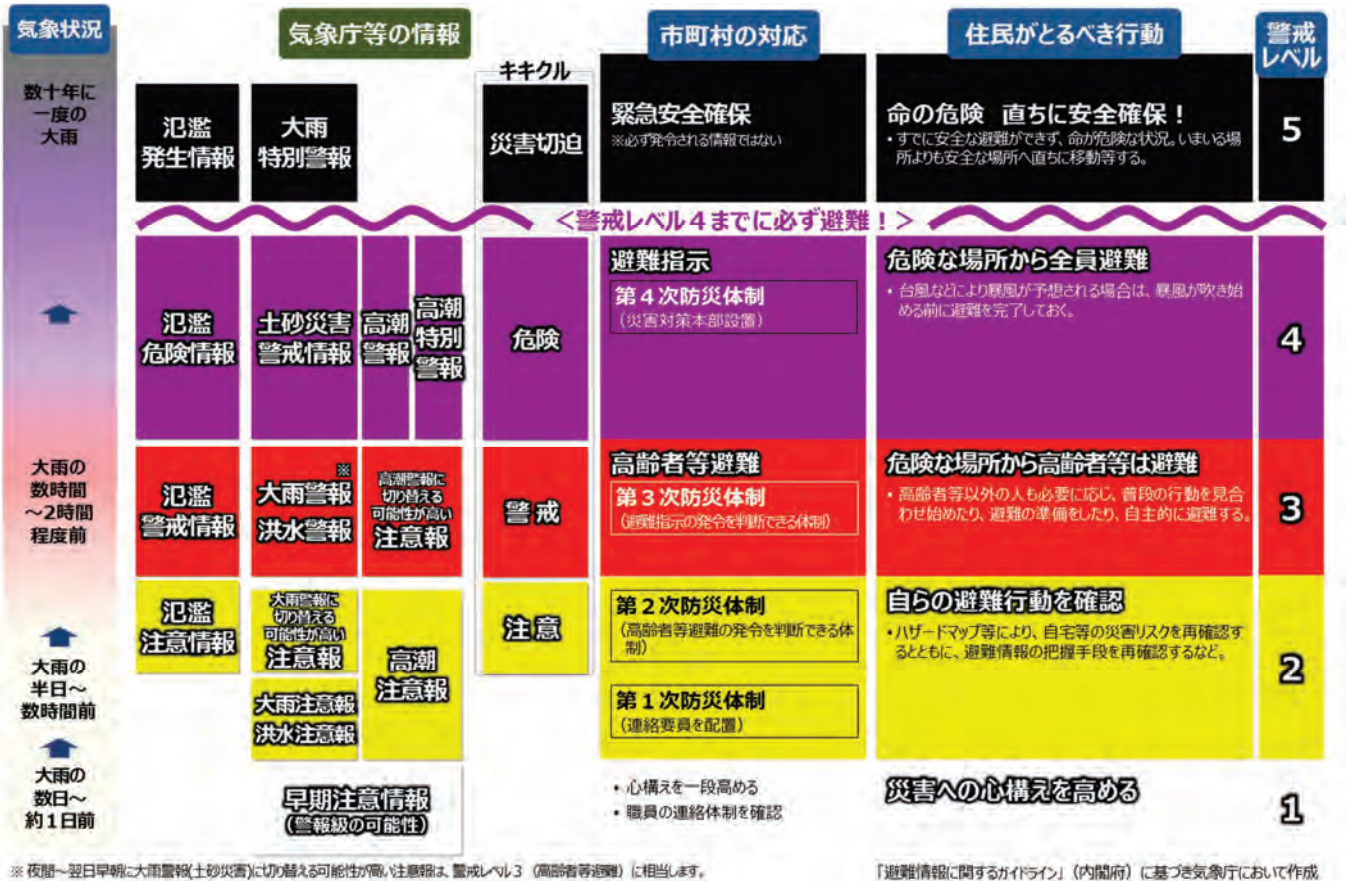 気象状況
気象庁等の情報
市町村の対応
住民がとるべき行動
警戒
レベル
数十年に
一度の
大雨
氾濫
発生情報
大雨
特別警報
キキクル
災害切迫
緊急安全確保
※必ず発令される情報ではない
命の危険 直ちに安全確保！
・すでに安全な避難ができず、命が危険な状況。いまいる場
所よりも安全な場所へ直ちに移動等する。
5
＜警戒レベル４までに必ず避難！＞
氾濫
危険情報
土砂災害
警戒情報
高潮
警報
高潮
特別
警報
危険
避難指示
第４次防災体制
（災害対策本部設置）
危険な場所から全員避難
・台風などにより暴風が予想される場合は、暴風が吹き始
める前に避難を完了しておく。
4
大雨の
数時間
～2時間
程度前
氾濫
警戒情報
※
大雨警報
洪水警報
高潮警報に
切り替える
可能性が高い
注意報
警戒
高齢者等避難
第３次防災体制
（避難指示の発令を判断できる体制）
危険な場所から高齢者等は避難
・高齢者等以外の人も必要に応じ、普段の行動を見合
わせ始めたり、避難の準備をしたり、自主的に避難する。
3
大雨の
半日～
数時間前
氾濫
注意情報
大雨警報に
切り替える
可能性が高い
注意報
大雨注意報
洪水注意報
高潮
注意報
注意
第２次防災体制
（高齢者等避難の発令を判断できる体
制）
第１次防災体制
（連絡要員を配置）
自らの避難行動を確認
・ハザードマップ等により、自宅等の災害リスクを再確認す
るとともに、避難情報の把握手段を再確認するなど。
2
大雨の
数日～
約１日前
早期注意情報
（警報級の可能性）
・心構えを一段高める
・職員の連絡体制を確認
災害への心構えを高める
1
※ 夜間～翌日早朝に大雨警報(土砂災害)に切り替える可能性が高い注意報は、警戒レベル３（高齢者等避難）に相当します。
「避難情報に関するガイドライン」（内閣府）に基づき気象庁において作成